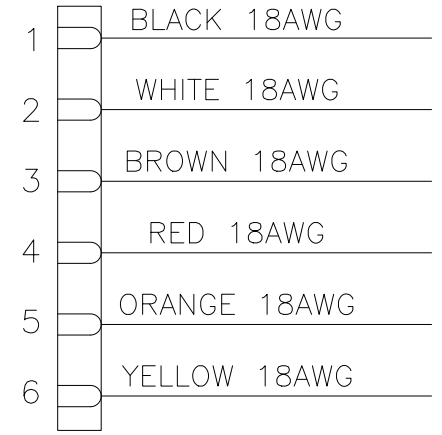 1 BLACK 18AWG
2 WHITE 18AWG
3 BROWN 18AWG
4 RED 18AWG
5 ORANGE 18AWG
6 YELLOW 18AWG